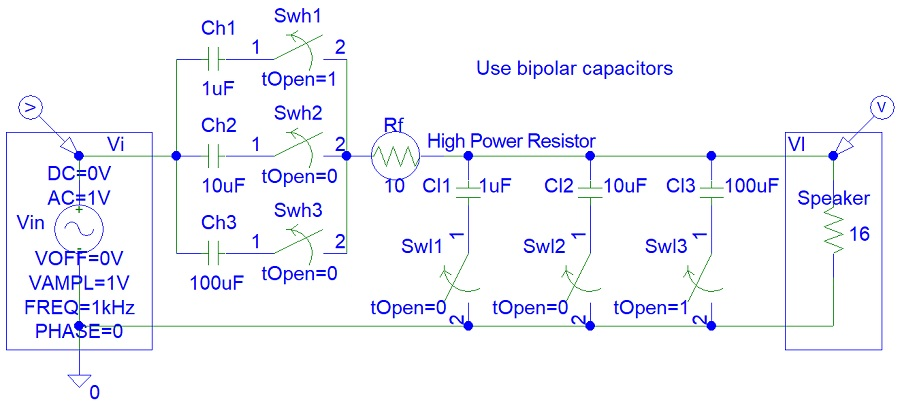 Use bipolar capacitors
V
Vi
DC=0V
AC=1V
Vin
VOFF=0V
VAMPL=1V
FREQ=1kHz
PHASE=0
0
Ch1
1uF
Swh1
1
2
tOpen=1
Ch2
10uF
Swh2
1
2
tOpen=0
Ch3
100uF
Swh3
1
2
tOpen=0
Rf
10
High Power Resistor
Cl1
1uF
Swl1
1
tOpen=0
2
Cl2
10uF
Swl2
1
tOpen=0
2
Cl3
100uF
Swl3
1
tOpen=1
2
V
Vl
Speaker
16